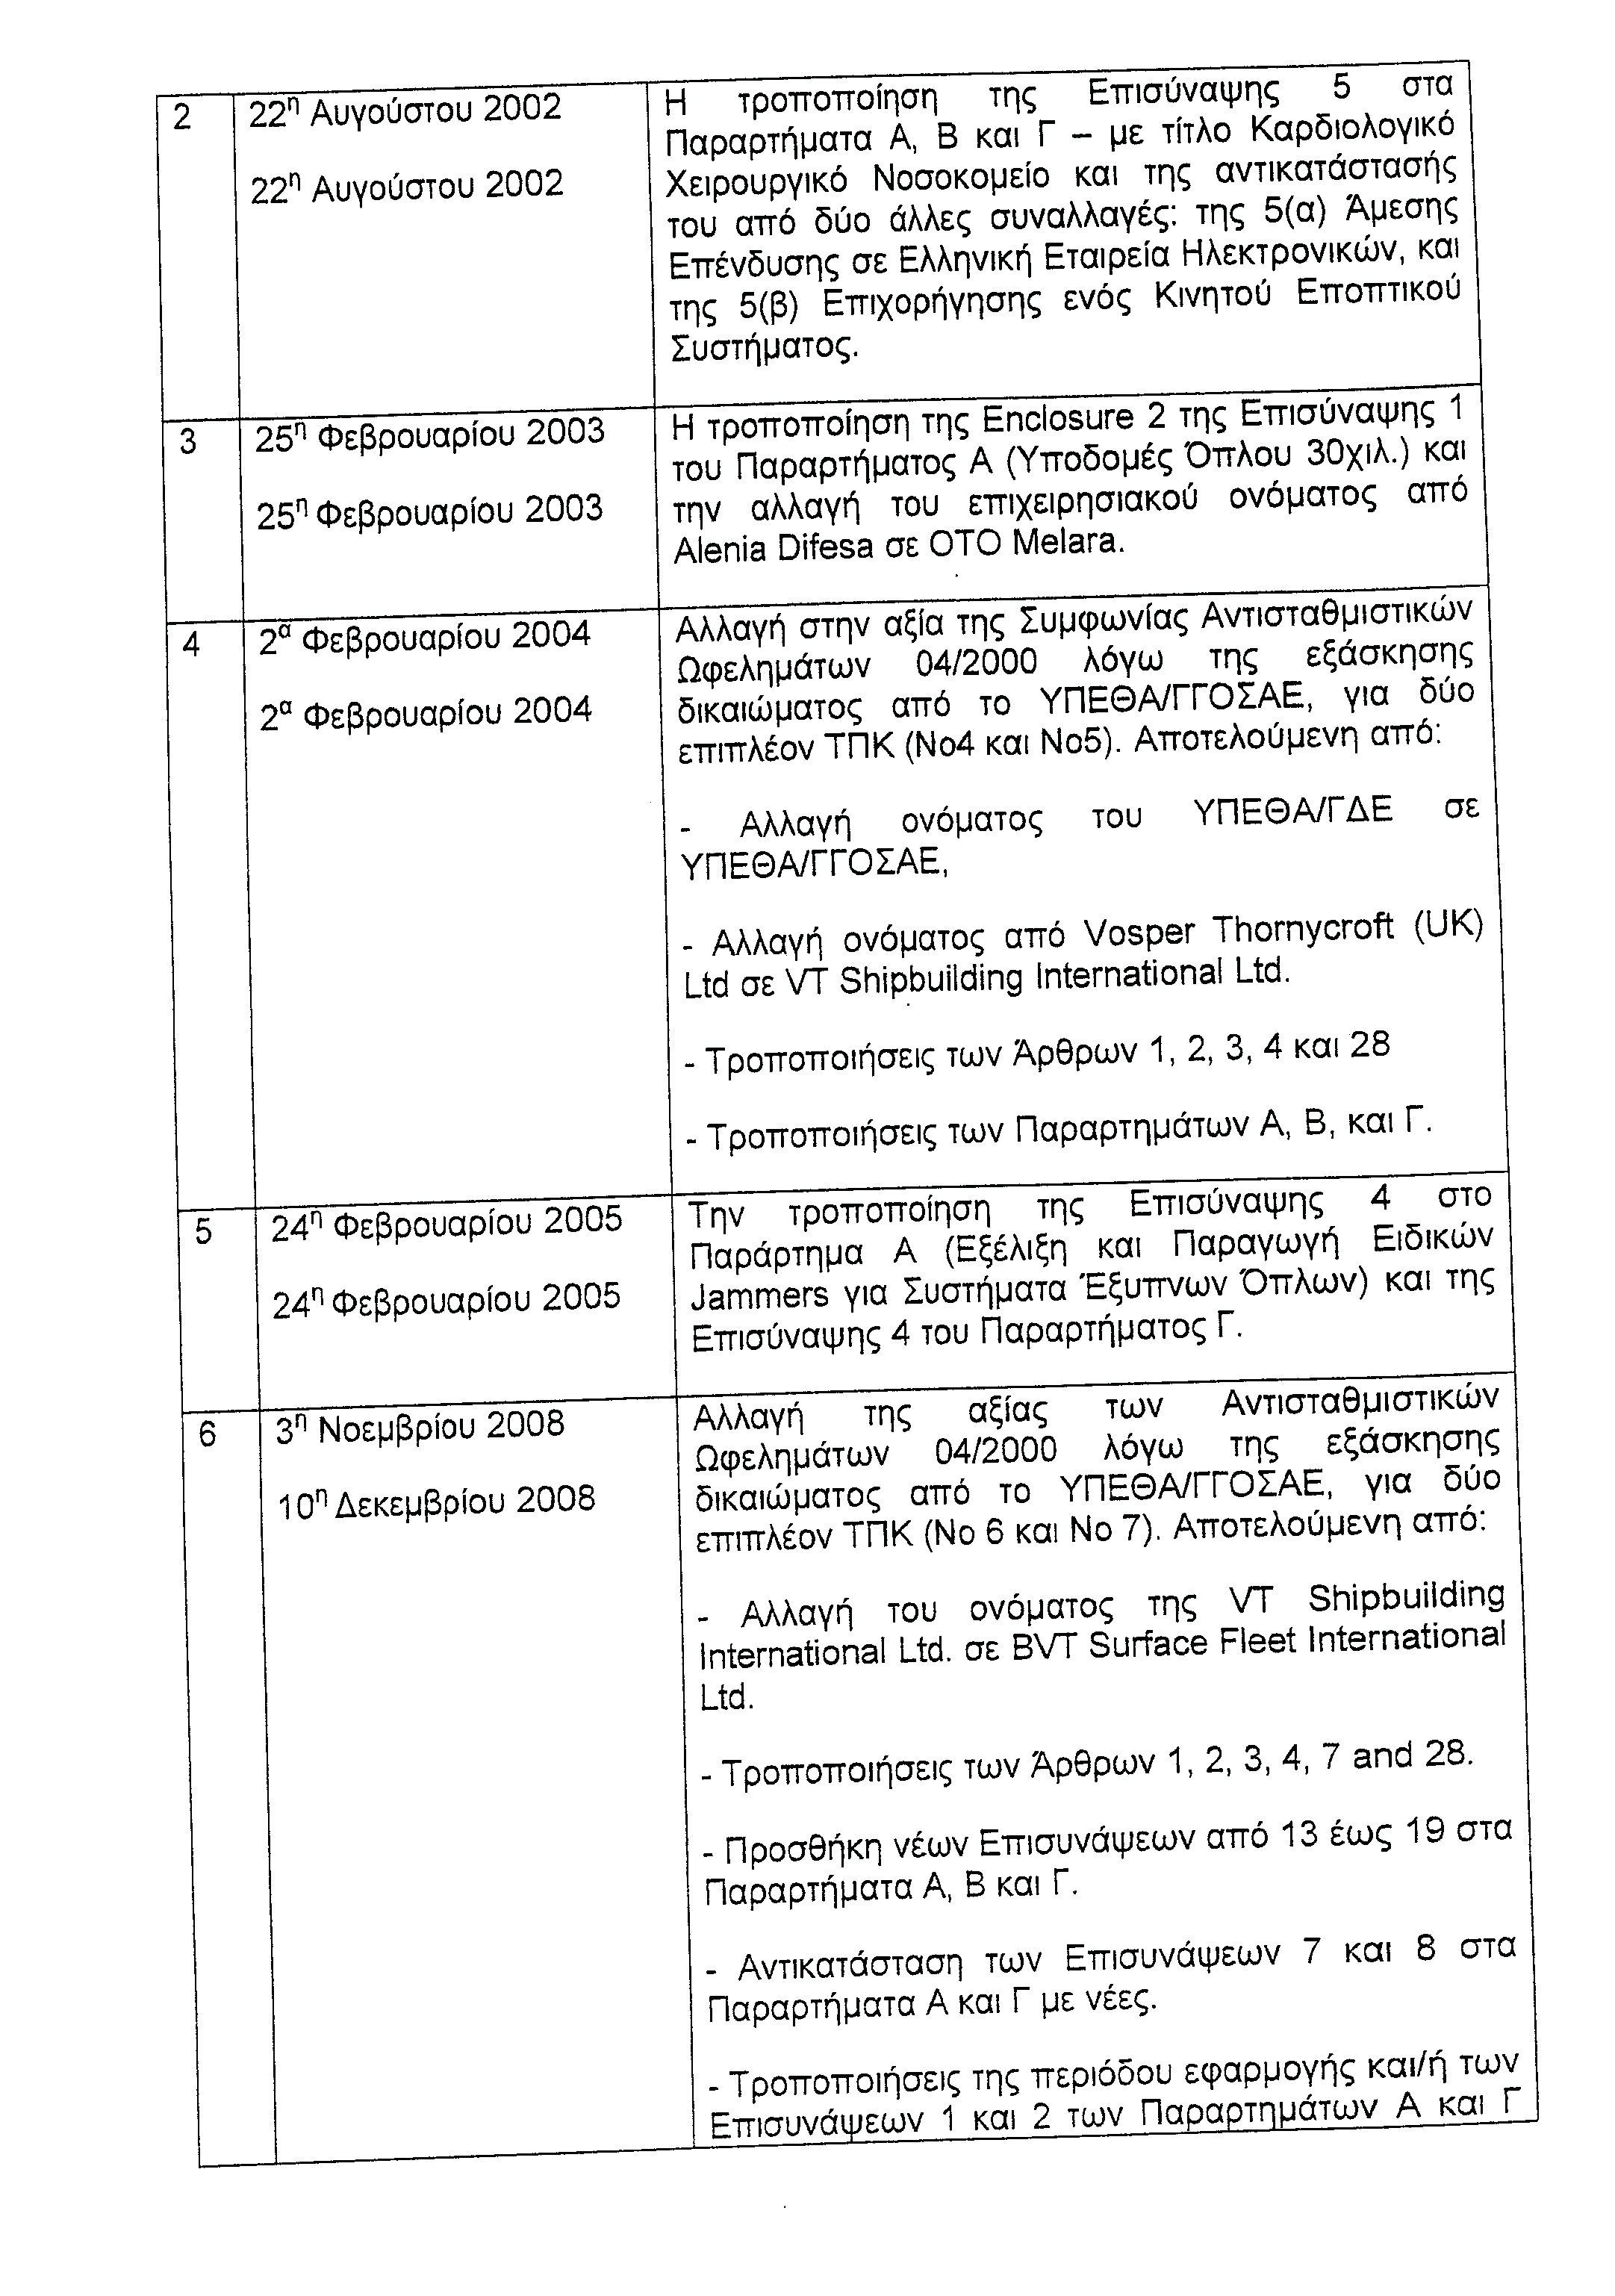 2
22η Αυγούστου 2002
22η Αυγούστου 2002
Η τροποποίηση της Επισύναψης 5 στα
Παραρτήματα Α, Β και Γ – με τίτλο Καρδιολογικό
Χειρουργικό Νοσοκομείο και της αντικατάστασής
του από δύο άλλες συναλλαγές: της 5(α) Άμεσης
Επένδυσης σε Ελληνική Εταιρεία Ηλεκτρονικών, και
της 5(β) Επιχορήγησης ενός Κινητού Εποπτικού
Συστήματος.
3
25η Φεβρουαρίου 2003
25η Φεβρουαρίου 2003
Η τροποποίηση της Enclosure 2 της Επισύναψης 1
του Παραρτήματος Α (Υποδομές Όπλου 30χιλ.) και
την αλλαγή του επιχειρησιακού ονόματος από
Alenia Difesa σε OTO Melara.
4
2α Φεβρουαρίου 2004
2α Φεβρουαρίου 2004
Αλλαγή στην αξία της Συμφωνίας Αντισταθμιστικών
Ωφελημάτων 04/2000 λόγω της εξάσκησης
δικαιώματος από το ΥΠΕΘΑ/ΓΓΟΣΑΕ, για δύο
επιπλέον ΤΠΚ (Νο4 και Νο5). Αποτελούμενη από:
- Αλλαγή ονόματος του ΥΠΕΘΑ/ΓΔΕ σε
ΥΠΕΘΑ/ΓΓΟΣΑΕ,
- Αλλαγή ονόματος από Vosper Thornycroft (UK)
Ltd σε VT Shipbuilding International Ltd.
- Τροποποιήσεις των Άρθρων 1, 2, 3, 4 και 28
- Τροποποιήσεις των Παραρτημάτων Α, Β, και Γ.
5
24η Φεβρουαρίου 2005
24η Φεβρουαρίου 2005
Την τροποποίηση της Επισύναψης 4 στο
Παράρτημα Α (Εξέλιξη και Παραγωγή Ειδικών
Jammers για Συστήματα Έξυπνων Όπλων) και της
Επισύναψης 4 του Παραρτήματος Γ.
6
3η Νοεμβρίου 2008
10η Δεκεμβρίου 2008
Αλλαγή της αξίας των Αντισταθμιστικών
Ωφελημάτων 04/2000 λόγω της εξάσκησης
δικαιώματος από το ΥΠΕΘΑ/ΓΓΟΣΑΕ, για δύο
επιπλέον ΤΠΚ (Νο 6 και Νο 7). Αποτελούμενη από:
- Αλλαγή του ονόματος της VT Shipbuilding
International Ltd. σε BVT Surface Fleet International
Ltd.
- Τροποποιήσεις των Άρθρων 1, 2, 3, 4, 7 and 28.
- Προσθήκη νέων Επισυνάψεων από 13 έως 19 στα
Παραρτήματα Α, Β και Γ.
- Αντικατάσταση των Επισυνάψεων 7 και 8 στα
Παραρτήματα Α και Γ με νέες.
- Τροποποιήσεις της περιόδου εφαρμογής και/ή των
Επισυνάψεων 1 και 2 των Παραρτημάτων Α και Γ